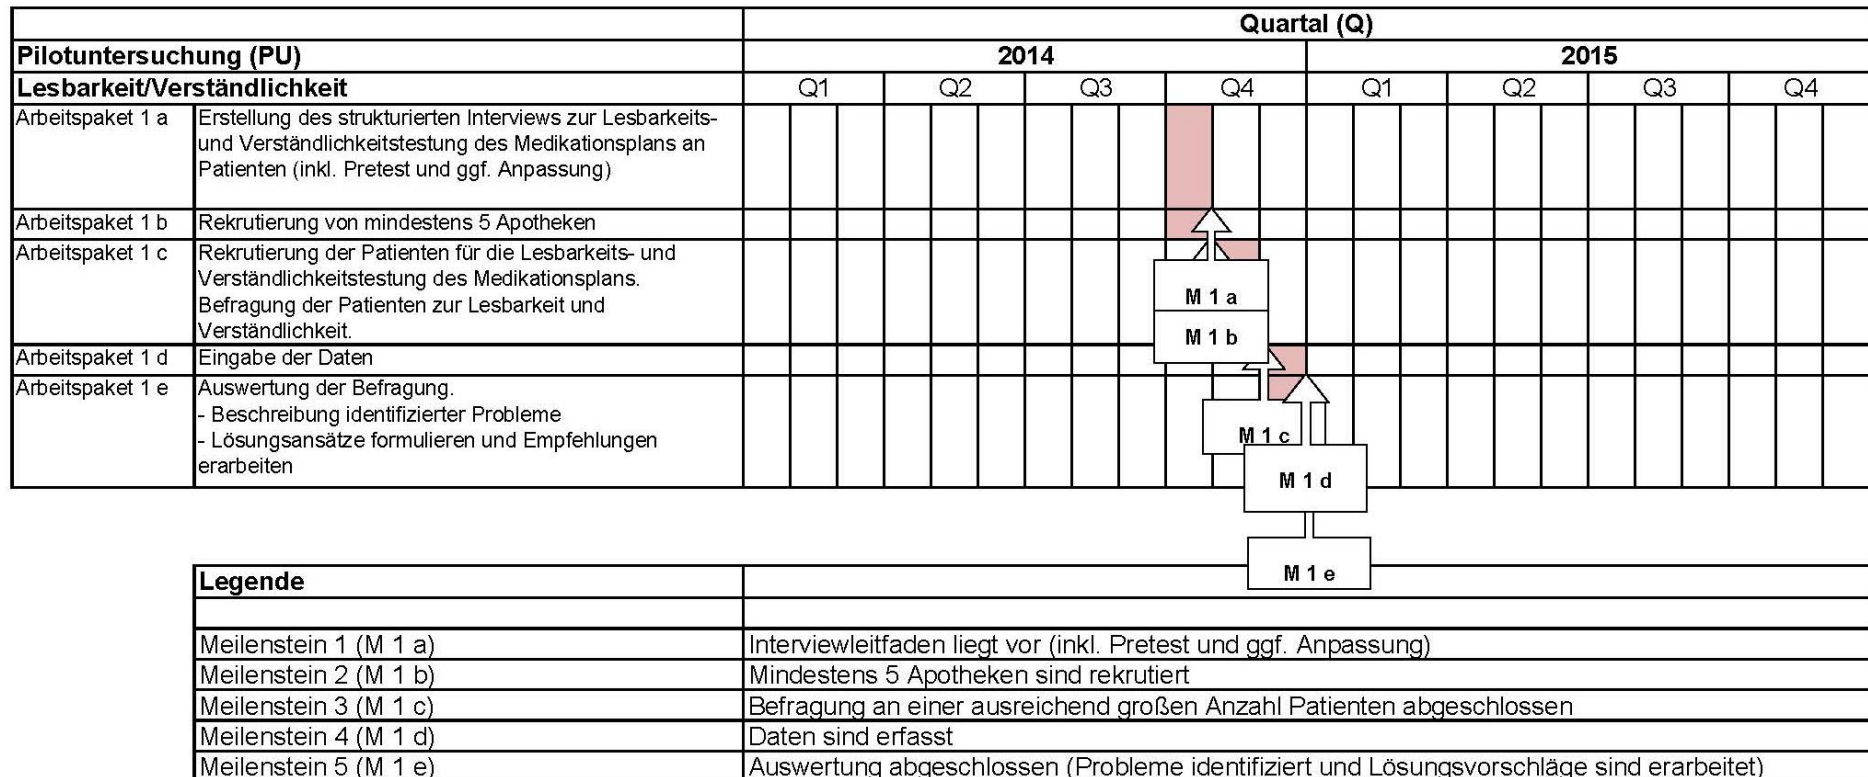 Quartal (Q)
Pilotuntersuchung (PU)
2014
2015
Lesbarkeit/Verständlichkeit
Q1
Q2
Q3
Q4
Q1
Q2
Q3
Q4
Arbeitspaket 1 a
Erstellung des strukturierten Interviews zur Lesbarkeits-
und Verständlichkeitstestung des Medikationsplans an
Patienten (inkl. Pretest und ggf. Anpassung)
Arbeitspaket 1 b
Rekrutierung von mindestens 5 Apotheken
Arbeitspaket 1 c
Rekrutierung der Patienten für die Lesbarkeits- und
Verständlichkeitstestung des Medikationsplans.
Befragung der Patienten zur Lesbarkeit und
Verständlichkeit.
M 1 a
M 1 b
Arbeitspaket 1 d
Eingabe der Daten
Arbeitspaket 1 e
Auswertung der Befragung.
- Beschreibung identifizierter Probleme
- Lösungsansätze formulieren und Empfehlungen
erarbeiten
M 1 c
M 1 d
M 1 e
Legende
Meilenstein 1 (M 1 a)
Interviewleitfaden liegt vor (inkl. Pretest und ggf. Anpassung)
Meilenstein 2 (M 1 b)
Mindestens 5 Apotheken sind rekrutiert
Meilenstein 3 (M 1 c)
Befragung an einer ausreichend großen Anzahl Patienten abgeschlossen
Meilenstein 4 (M 1 d)
Daten sind erfasst
Meilenstein 5 (M 1 e)
Auswertung abgeschlossen (Probleme identifiziert und Lösungsvorschläge sind erarbeitet)